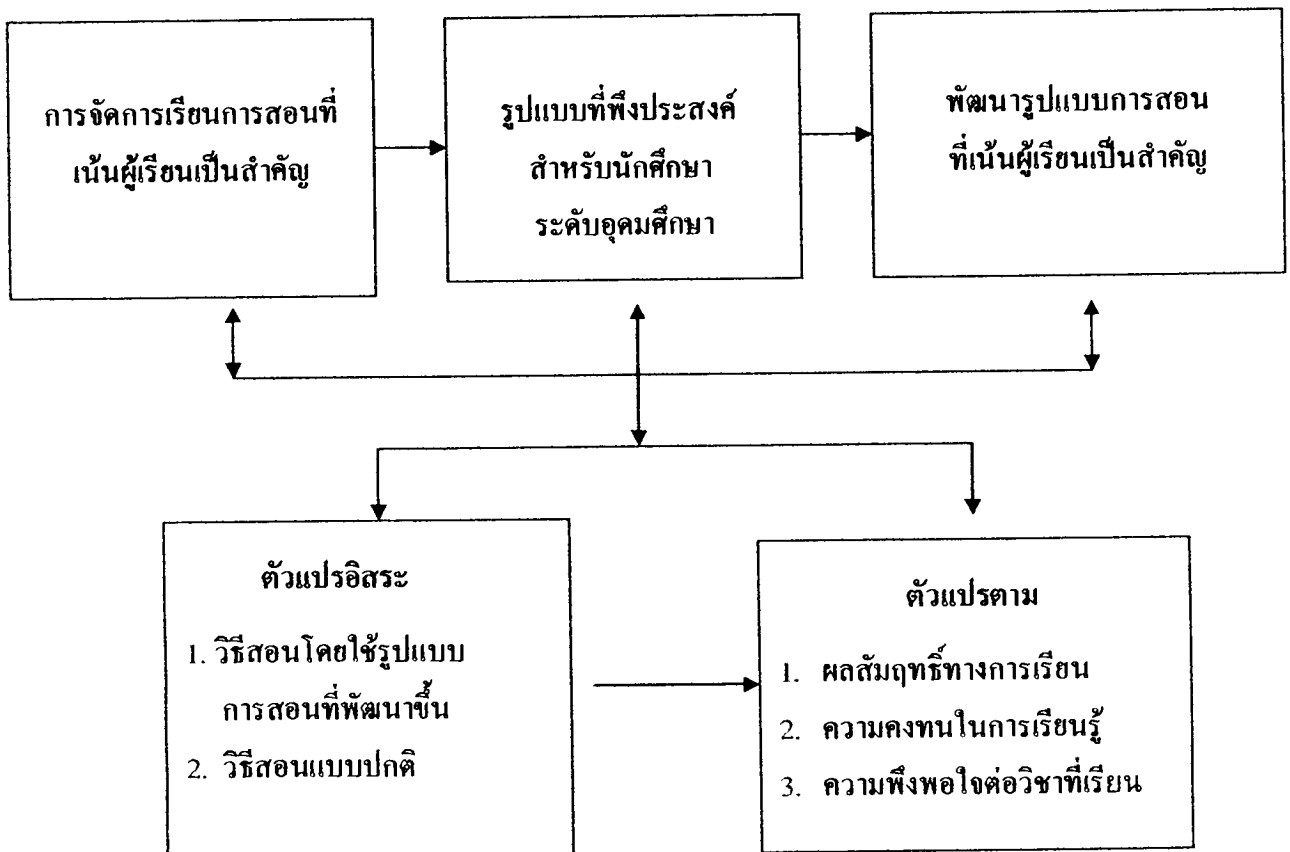 การจัดการเรียนการสอนที่
เน้นผู้เรียนเป็นสำคัญ
รูปแบบที่พึงประสงค์
สำหรับนักศึกษา
ระดับอุดมศึกษา
พัฒนารูปแบบการสอน
ที่เน้นผู้เรียนเป็นสำคัญ
ตัวแปรอิสระ
1. วิธีสอนโดยใช้รูปแบบ
การสอนที่พัฒนาขึ้น
2. วิธีสอนแบบปกติ
ตัวแปรตาม
1. ผลสัมฤทธิ์ทางการเรียน
2. ความคงทนในการเรียนรู้
3. ความพึงพอใจต่อวิชาที่เรียน